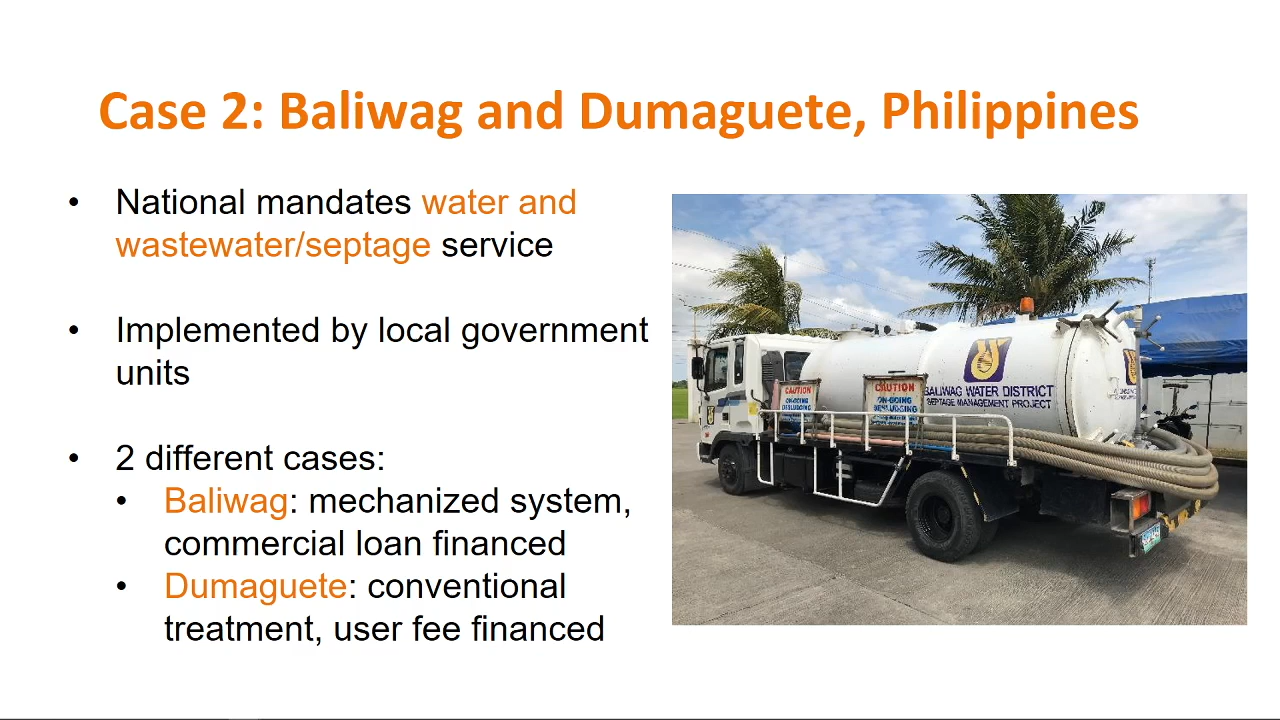 Case 2: Baliwag and Dumaguete, Philippines
• National mandates water and
wastewater/septage service
• Implemented by local government
units
• 2 different cases:
• Baliwag: mechanized system,
commercial loan financed
• Dumaguete: conventional
treatment, user fee financed
CAUTION
ON-GOING
DESLUDGING
CAUTION
ON-GOING
DESLUDGING
BALIWAG WATER DISTRICT
SEPTAGE MANAGEMENT PROJECT